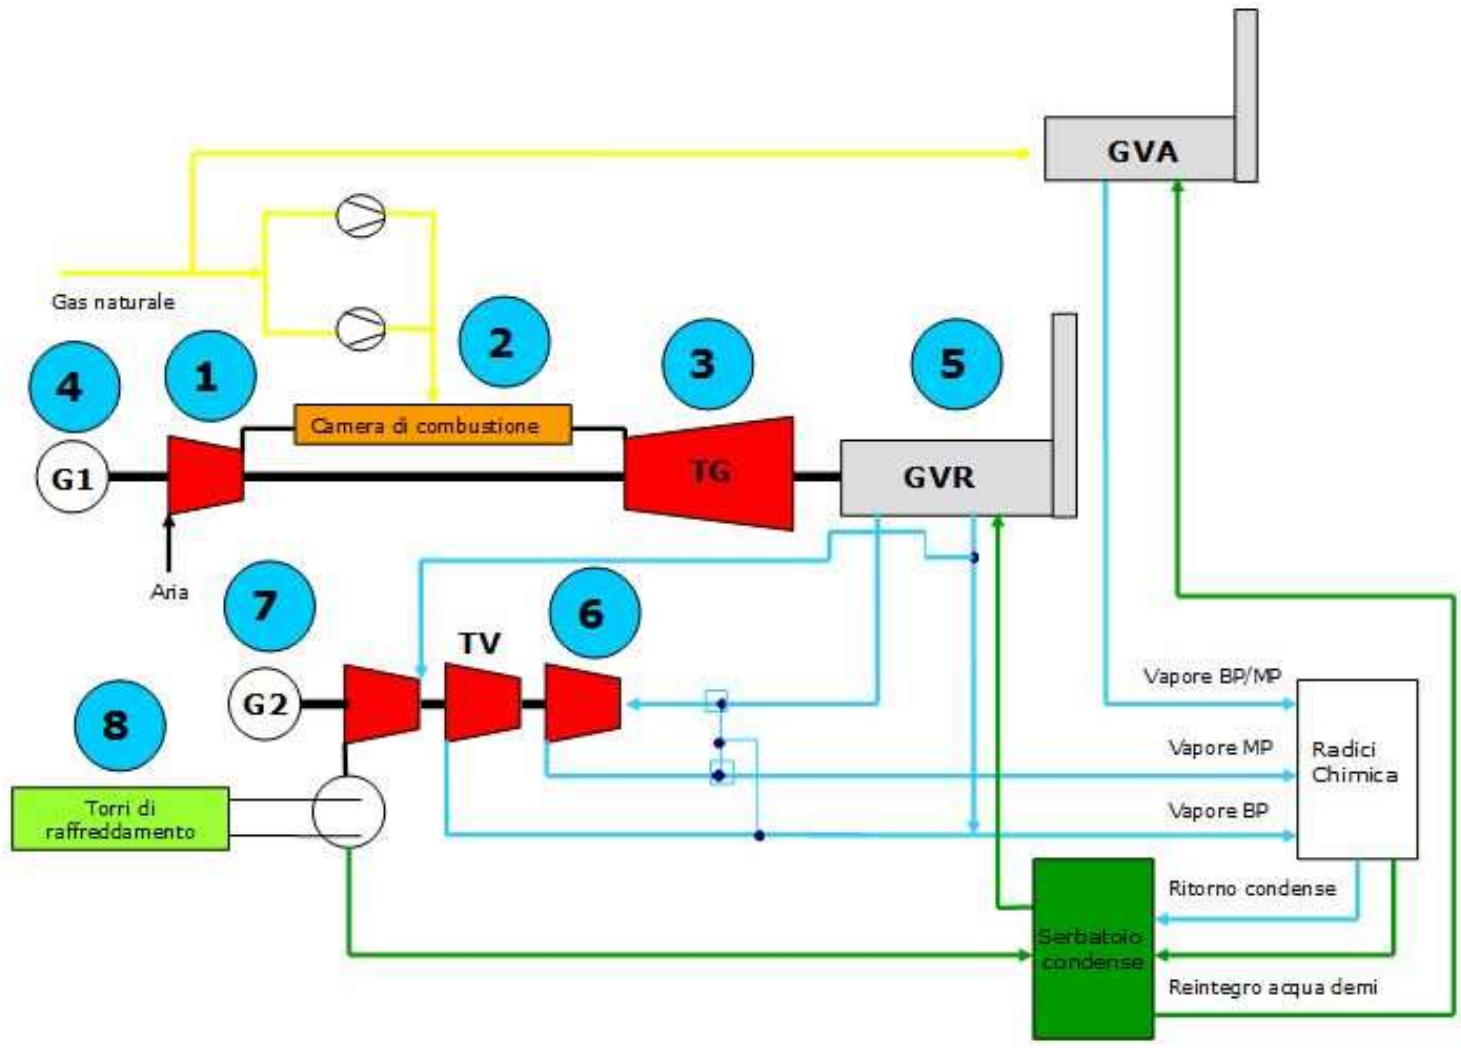 GVA
Gas naturale
4
1
2
3
5
Camera di combustione
G1
TG
GVR
Aria
7
TV
6
G2
8
Vapore BP/MP
Vapore MP
Radici
Chimica
Torri di
raffreddamento
Vapore BP
Ritorno condense
Serbatoio
condense
Reintegro acqua demi